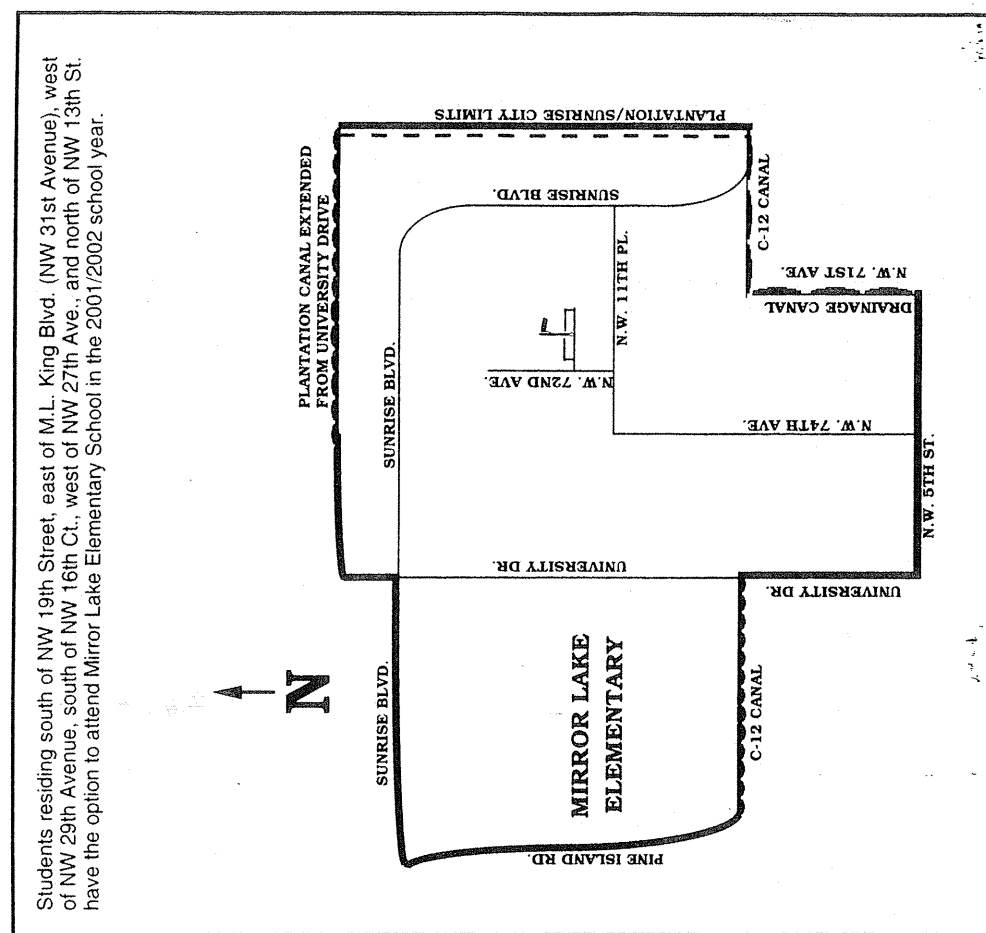 Students residing south of NW 19th Street, east of M.L. King Blvd. (NW 31st Avenue), west
of NW 29th Avenue, south of NW 16th Ct., west of NW 27th Ave., and north of NW 13th St.
have the option to attend Mirror Lake Elementary School in the 2001/2002 school year.
PLANTATION CANAL EXTENDED
FROM UNIVERSITY DRIVE
PLANTATION/SUNRISE CITY LIMITS
SUNRISE BLVD.
SUNRISE BLVD.
N.W. 11TH PL.
C-12 CANAL
N.W. 72ND AVE.
N.W. 71ST AVE.
DRAINAGE CANAL
N.W. 74TH AVE.
N.W. 5TH ST.
UNIVERSITY DR.
UNIVERSITY DR.
N
SUNRISE BLVD.
MIRROR LAKE
ELEMENTARY
C-12 CANAL
PINE ISLAND RD.